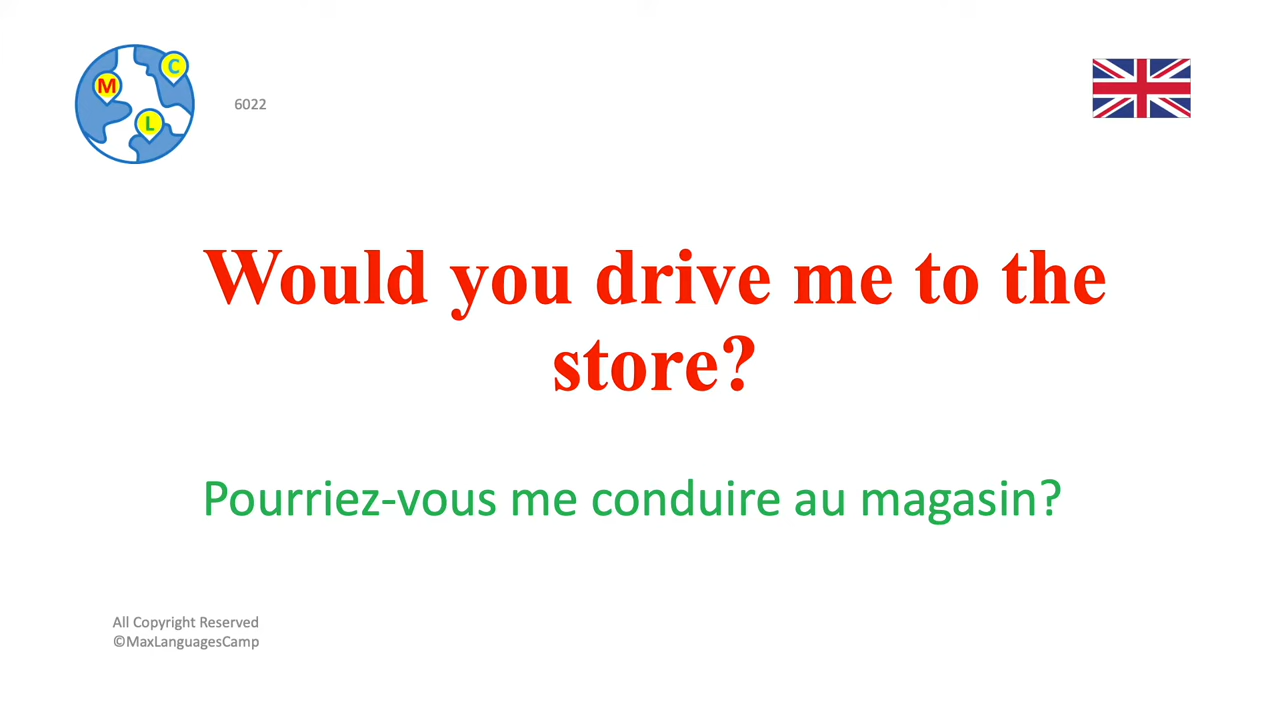 M
C
L
6022
Would you drive me to the
store?
Pourriez-vous me conduire au magasin?
All Copyright Reserved
©MaxLanguagesCamp